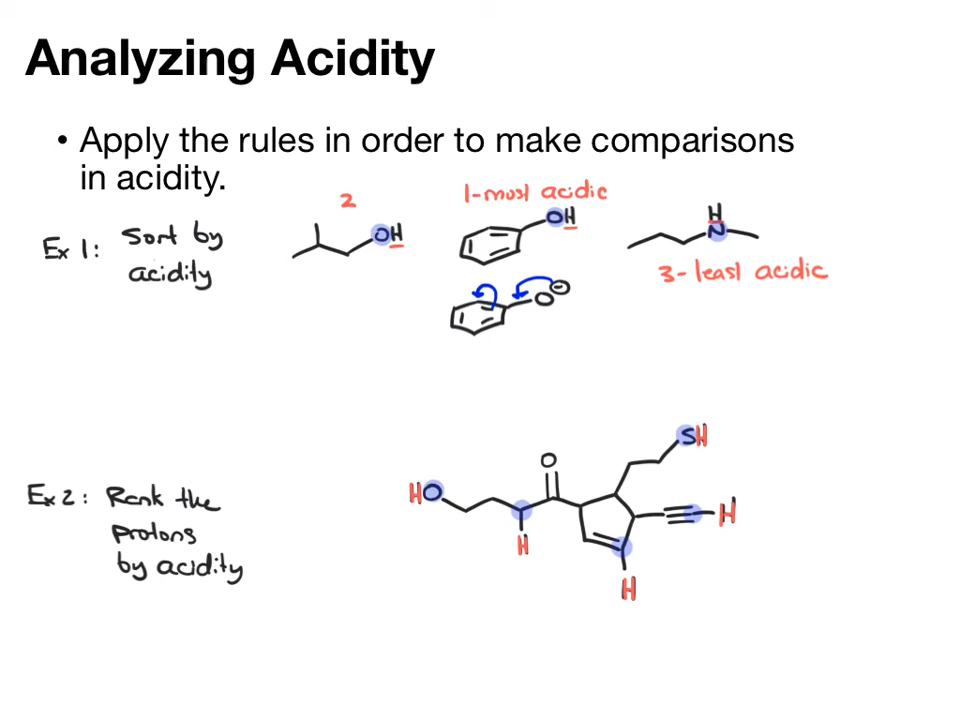 Analyzing Acidity
• Apply the rules in order to make comparisons
in acidity.
Ex 1: Sort by
acidity
2
OH
1-most acidic
OH
O⊖
H
N
3-least acidic
Ex 2: Rank the
protons
by acidity
HO
H
O
SH
H
H